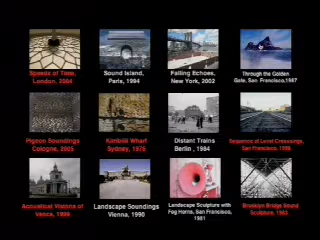 Speeds of Time,
London, 2004
Sound Island,
Paris, 1994
Falling Echoes,
New York, 2002
Through the Golden
Gate, San Francisco,1987
Pigeon Soundings
Cologne, 2005
Kirribilli Wharf
Sydney, 1976
Distant Trains
Berlin , 1984
Sequence of Level Crossings,
San Francisco, 1998
Acoustical Visions of
Venice, 1999
Landscape Soundings
Vienna, 1990
Landscape Sculpture with
Fog Horns, San Francisco,
1981
Brooklyn Bridge Sound
Sculpture, 1983